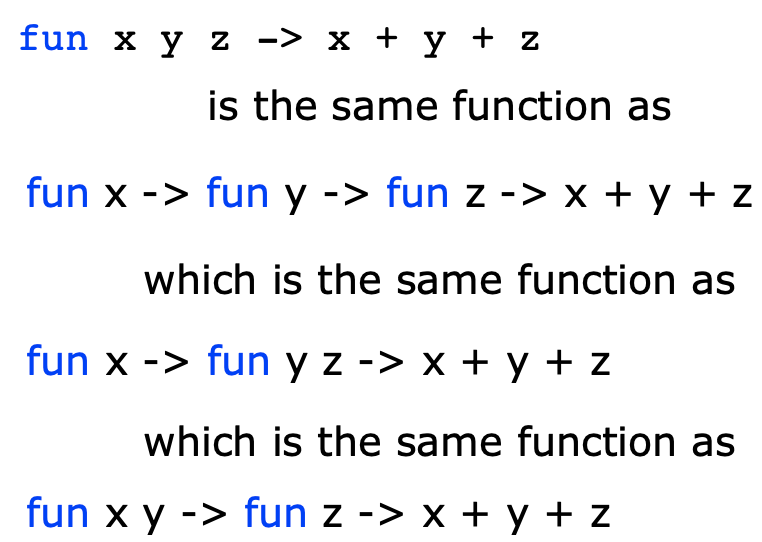 fun x y z -> x + y + z
is the same function as
fun x -> fun y -> fun z -> x + y + z
which is the same function as
fun x -> fun y z -> x + y + z
which is the same function as
fun x y -> fun z -> x + y + z